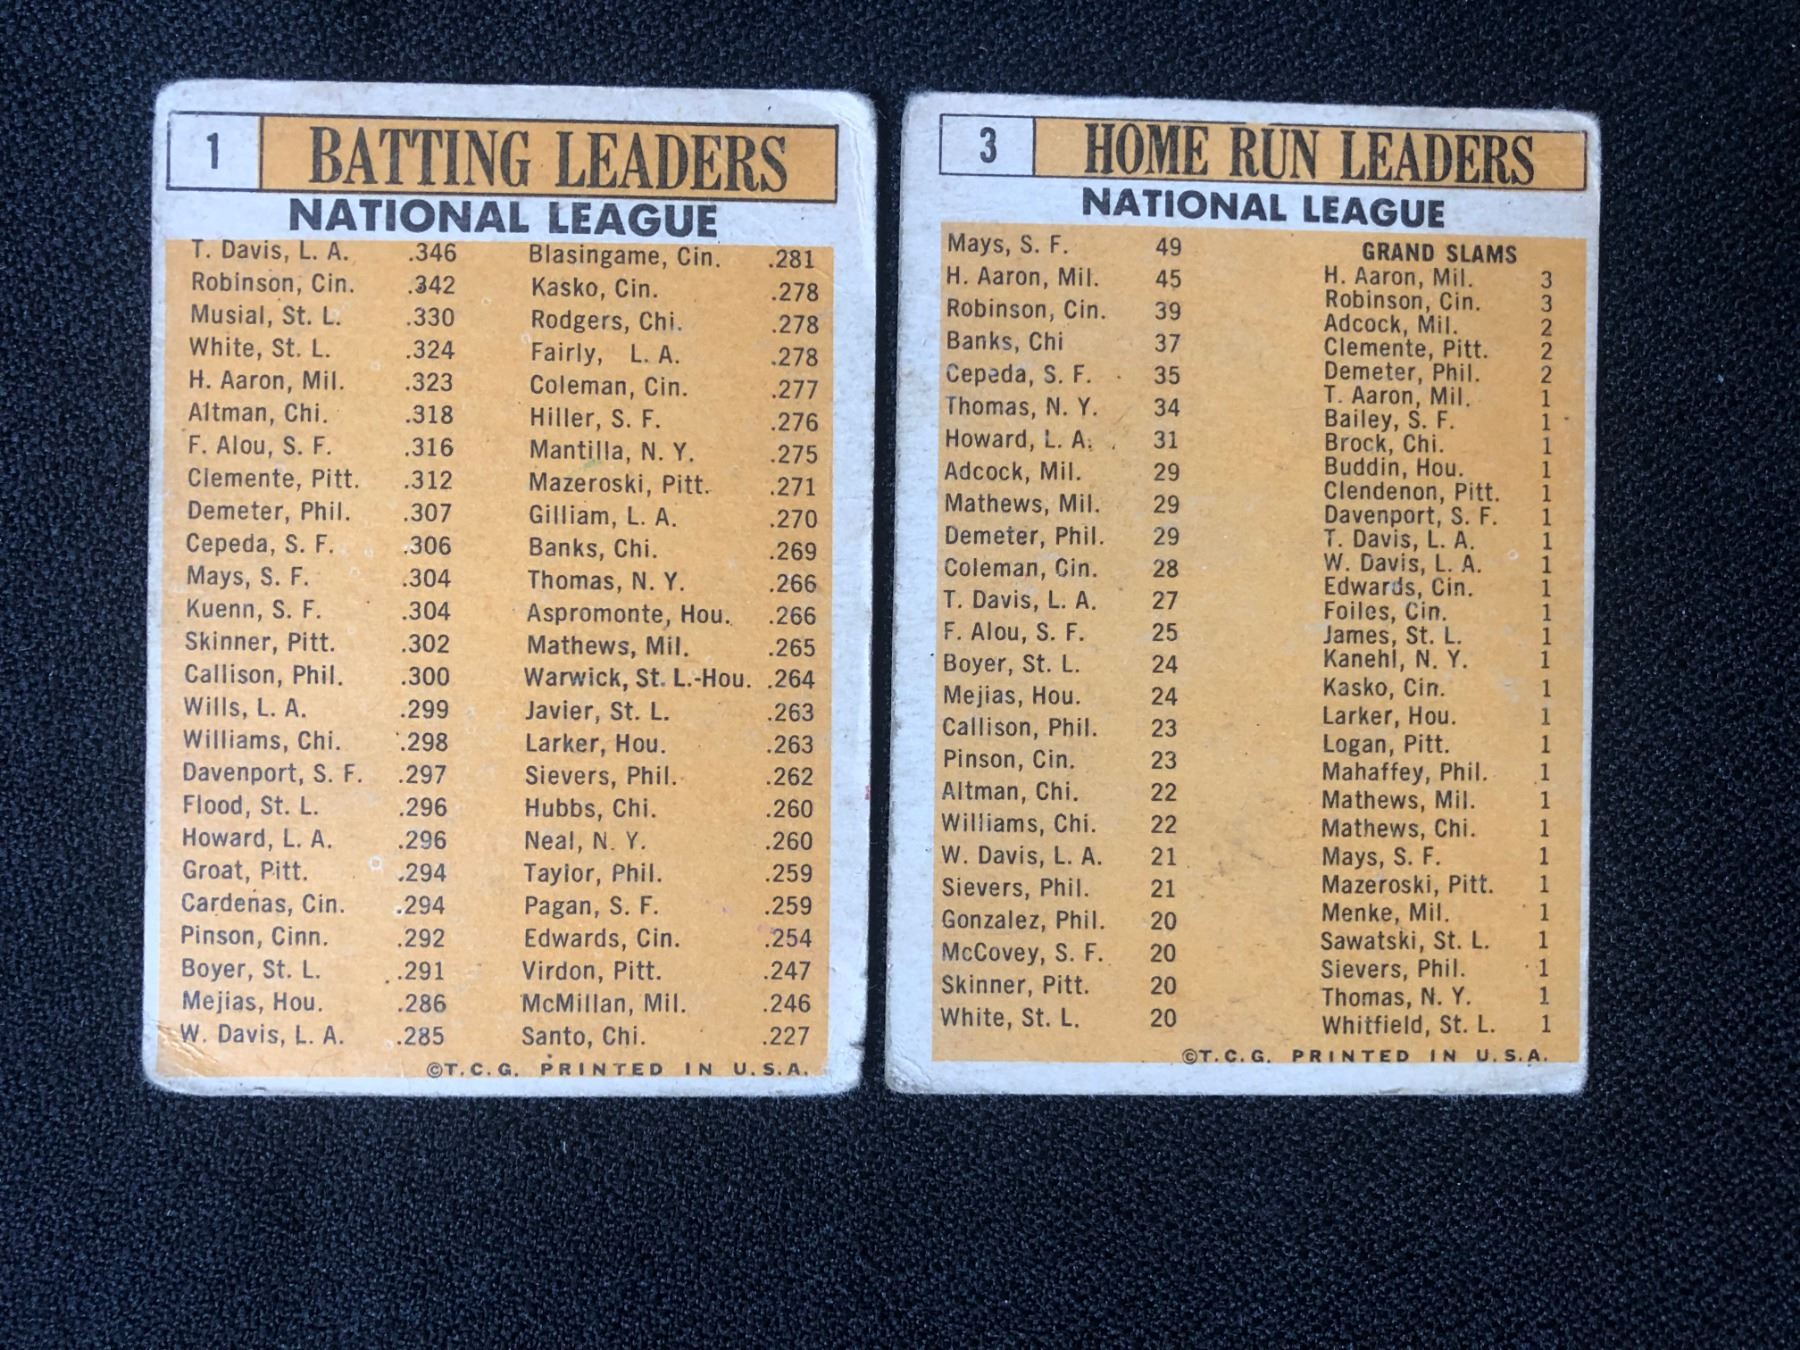 1 BATTING LEADERS
NATIONAL LEAGUE
T. Davis, L. A. .346 Blasingame, Cin. .281
Robinson, Cin. .342 Kasko, Cin. .278
Musial, St. L. .330 Rodgers, Chi. .278
White, St. L. .324 Fairly, L. A. .278
H. Aaron, Mil. .323 Coleman, Cin. .277
Altman, Chi. .318 Hiller, S. F. .276
F. Alou, S. F. .316 Mantilla, N. Y. .275
Clemente, Pitt. .312 Mazeroski, Pitt. .271
Demeter, Phil. .307 Gilliam, L. A. .270
Cepeda, S. F. .306 Banks, Chi. .269
Mays, S. F. .304 Thomas, N. Y. .266
Kuenn, S. F. .304 Aspromonte, Hou. .266
Skinner, Pitt. .302 Mathews, Mil. .265
Callison, Phil. .300 Warwick, St. L.-Hou. .264
Wills, L. A. .299 Javier, St. L. .263
Williams, Chi. .298 Larker, Hou. .263
Davenport, S. F. .297 Sievers, Phil. .262
Flood, St. L. .296 Hubbs, Chi. .260
Howard, L. A. .296 Neal, N. Y. .260
Groat, Pitt. .294 Taylor, Phil. .259
Cardenas, Cin. .294 Pagan, S. F. .259
Pinson, Cinn. .292 Edwards, Cin. .254
Boyer, St. L. .291 Virdon, Pitt. .247
Mejias, Hou. .286 McMillan, Mil. .246
W. Davis, L. A. .285 Santo, Chi. .227
©T.C.G. PRINTED IN U.S.A.
3 HOME RUN LEADERS
NATIONAL LEAGUE
Mays, S. F. 49
H. Aaron, Mil. 45
Robinson, Cin. 39
Banks, Chi 37
Cepeda, S. F. 35
Thomas, N. Y. 34
Howard, L. A. 31
Adcock, Mil. 29
Mathews, Mil. 29
Demeter, Phil. 29
Coleman, Cin. 28
T. Davis, L. A. 27
F. Alou, S. F. 25
Boyer, St. L. 24
Mejias, Hou. 24
Callison, Phil. 23
Pinson, Cin. 23
Altman, Chi. 22
Williams, Chi. 22
W. Davis, L. A. 21
Sievers, Phil. 21
Gonzalez, Phil. 20
McCovey, S. F. 20
Skinner, Pitt. 20
White, St. L. 20
GRAND SLAMS
H. Aaron, Mil. 3
Robinson, Cin. 3
Adcock, Mil. 2
Clemente, Pitt. 2
Demeter, Phil. 2
T. Aaron, Mil. 1
Bailey, S. F. 1
Brock, Chi. 1
Buddin, Hou. 1
Clendenon, Pitt. 1
Davenport, S. F. 1
T. Davis, L. A. 1
W. Davis, L. A. 1
Edwards, Cin. 1
Foiles, Cin. 1
James, St. L. 1
Kanehl, N. Y. 1
Kasko, Cin. 1
Larker, Hou. 1
Logan, Pitt. 1
Mahaffey, Phil. 1
Mathews, Mil. 1
Mathews, Chi. 1
Mays, S. F. 1
Mazeroski, Pitt. 1
Menke, Mil. 1
Sawatski, St. L. 1
Sievers, Phil. 1
Thomas, N. Y. 1
Whitfield, St. L. 1
©T.C.G. PRINTED IN U.S.A.